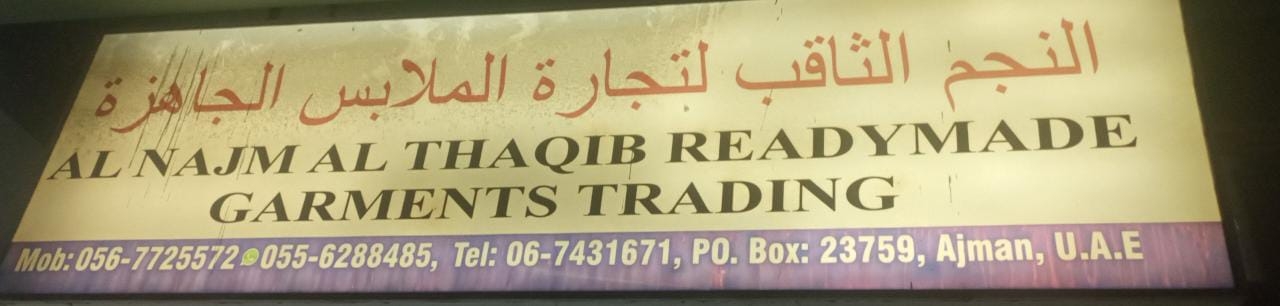 النجم الثاقب لتجارة الملابس الجاهزة
AL NAJM AL THAQIB READYMADE
GARMENTS TRADING
Mob: 056-7725572 055-6288485, Tel: 06-7431671, PO. Box: 23759, Ajman, U.A.E